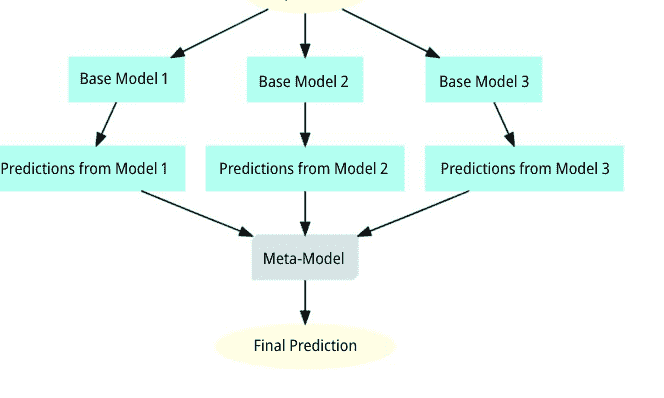 Base Model 1
Base Model 2
Base Model 3
Predictions from Model 1
Predictions from Model 2
Predictions from Model 3
Meta-Model
Final Prediction